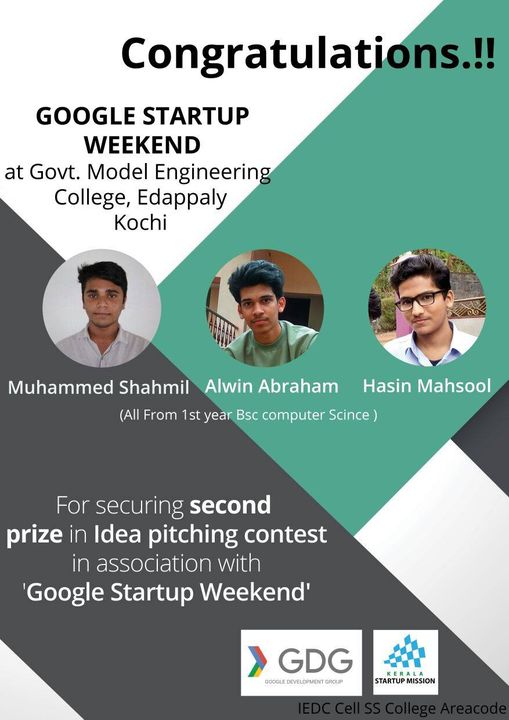 Congratulations.!!
GOOGLE STARTUP
WEEKEND
at Govt. Model Engineering
College, Edappaly
Kochi
Muhammed Shahmil
Alwin Abraham
Hasin Mahsool
(All From 1st year Bsc computer Scince )
For securing second
prize in Idea pitching contest
in association with
'Google Startup Weekend'
GDG
GOOGLE DEVELOPMENT GROUP
KERALA
STARTUP MISSION
IEDC Cell SS College Areacode